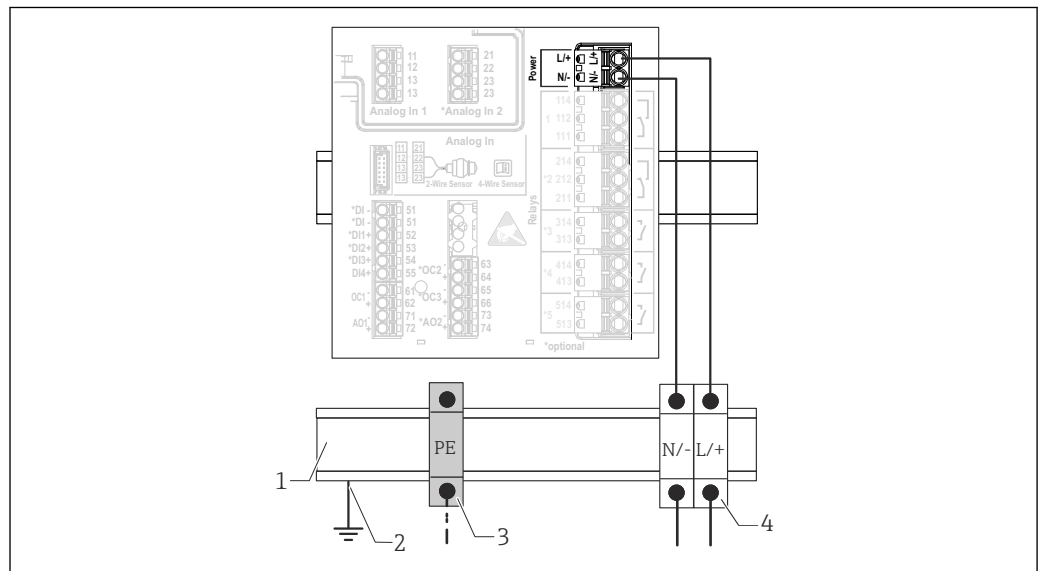 11
12
13
13
Analog In 1
21
22
23
23
*Analog In 2
Power
L/+
N/-
L/+
N/-
Analog In
11 21
12 22
13 23
13 23
2-Wire Sensor
4-Wire Sensor
Relays
1
114
112
111
*2
214
212
211
*3
314
313
*4
414
413
*5
514
513
*DI - 51
*DI - 51
*DI1+ 52
*DI2+ 53
*DI3+ 54
DI4+ 55
OC1 - 61
+ 62
AO1 - 71
+ 72
*OC2 - 63
+ 64
*OC3 - 65
+ 66
*AO2 - 73
+ 74
*optional
PE
N/- L/+
1
2
3
4